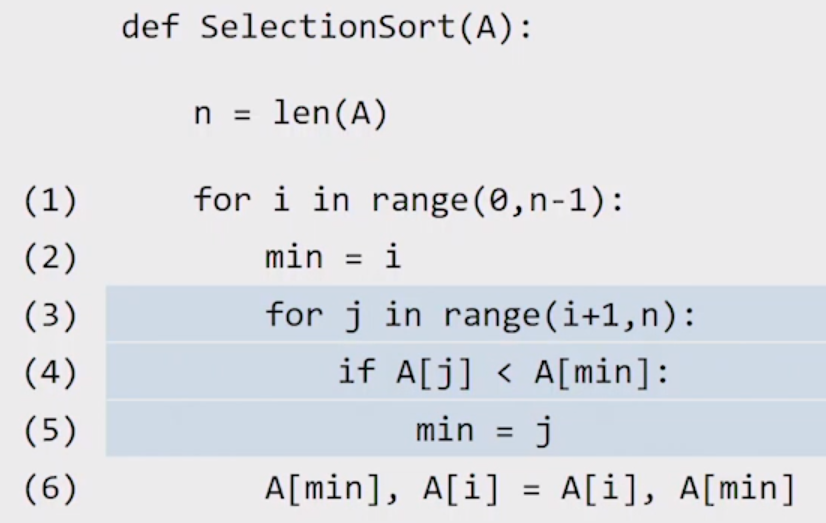 def SelectionSort(A):
n = len(A)
(1) for i in range(0,n-1):
(2) min = i
(3) for j in range(i+1,n):
(4) if A[j] < A[min]:
(5) min = j
(6) A[min], A[i] = A[i], A[min]